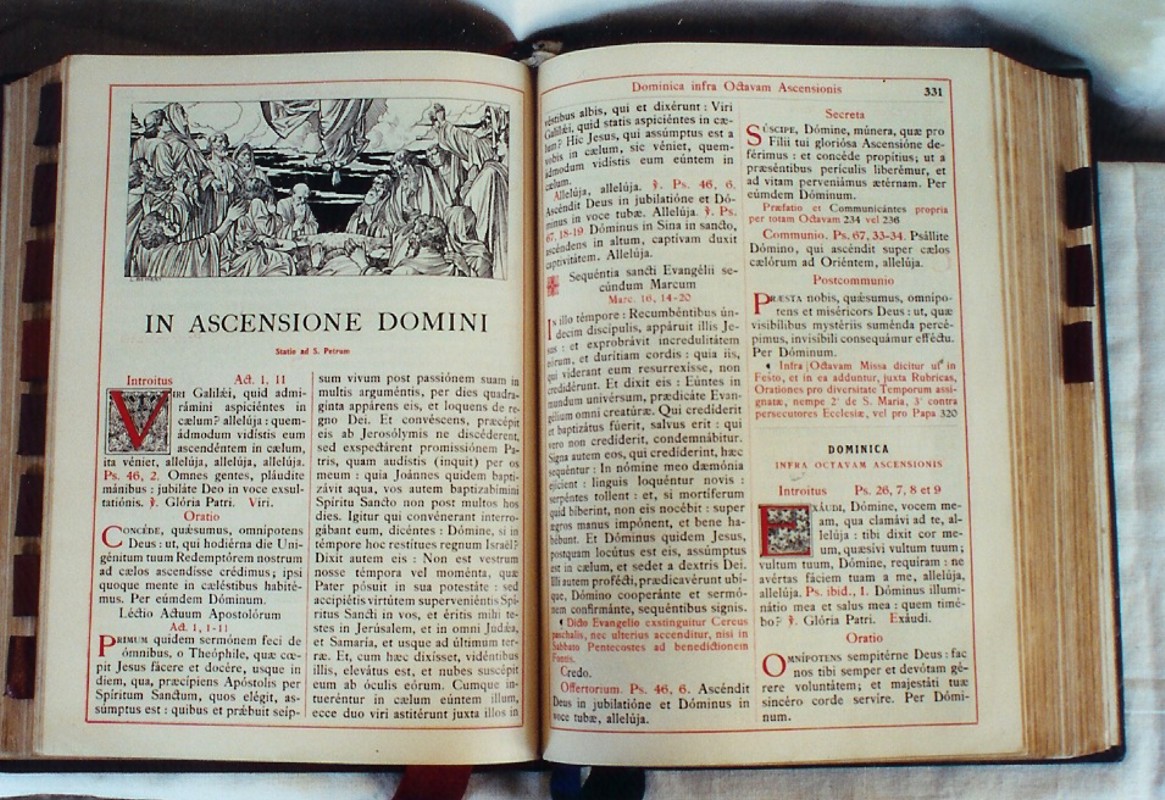 IN ASCENSIONE DOMINI
Statio ad S. Petrum
Introitus Act. 1, 11
VIRI Galilǽi, quid admi-
rámini aspiciéntes in
cælum? allelúja : quem-
ádmodum vidístis eum
ascendéntem in cælum,
ita véniet, allelúja, allelúja, allelúja.
Ps. 46, 2. Omnes gentes, pláudite
mánibus : jubiláte Deo in voce exsul-
tatiónis. ℣. Glória Patri. Viri.
Oratio
CONCÉDE, quǽsumus, omnípotens
Deus : ut, qui hodiérna die Uni-
génitum tuum Redemptórem nostrum
ad cælos ascendísse crédimus; ipsi
quoque mente in cæléstibus habité-
mus. Per eúmdem Dóminum.
Léctio Actuum Apostolórum
Act. 1, 1-11
PRIMUM quidem sermónem feci de
ómnibus, o Theóphile, quæ cœ-
pit Jesus fácere et docére, usque in
diem, qua, præcípiens Apóstolis per
Spíritum Sanctum, quos elégit, as-
súmptus est : quibus et prǽbuit seíp-
sum vivum post passiónem suam in
multis arguméntis, per dies quadra-
ginta appárens eis, et loquens de re-
gno Dei. Et convéscens, præcépit
eis ab Jerosólymis ne discéderent,
sed exspectárent promissiónem Pa-
tris, quam audístis (inquit) per os
meum : quia Joánnes quidem bapti-
závit aqua, vos autem baptizabímini
Spíritu Sancto non post multos hos
dies. Igitur qui convénerant interro-
gábant eum, dicéntes : Dómine, si in
témpore hoc restítues regnum Israël?
Dixit autem eis : Non est vestrum
nosse témpora vel moménta, quæ
Pater pósuit in sua potestáte : sed
accipiétis virtútem superveniéntis Spí-
ritus Sancti in vos, et éritis mihi te-
stes in Jerúsalem, et in omni Judǽa,
et Samaría, et usque ad últimum ter-
ræ. Et, cum hæc dixísset, vidéntibus
illis, elevátus est, et nubes suscépit
eum ab óculis eórum. Cumque in-
tueréntur in cælum eúntem illum,
ecce duo viri astitérunt juxta illos in
Dominica infra Octavam Ascensionis 331
véstibus albis, qui et dixérunt : Viri
Galilǽi, quid statis aspiciéntes in cæ-
lum? Hic Jesus, qui assúmptus est a
vobis in cælum, sic véniet, quem-
ádmodum vidístis eum eúntem in
cælum.
Allelúja, allelúja. ℣. Ps. 46, 6.
Ascéndit Deus in jubilatióne et Dó-
minus in voce tubæ. Allelúja. ℣. Ps.
67, 18-19 Dóminus in Sina in sancto,
ascéndens in altum, captívam duxit
captivitátem. Allelúja.
✠ Sequéntia sancti Evangélii se-
cúndum Marcum
Marc. 16, 14-20
IN illo témpore : Recumbéntibus ún-
decim discípulis, appáruit illis Je-
sus : et exprobrávit incredulitátem
eórum, et durítiam cordis : quia iis,
qui víderant eum resurrexísse, non
credidérunt. Et dixit eis : Eúntes in
mundum univérsum, prædicáte Evan-
gélium omni creatúræ. Qui credíderit
et baptizátus fúerit, salvus erit : qui
vero non credíderit, condemnábitur.
Signa autem eos, qui credíderint, hæc
sequéntur : In nómine meo dæmónia
ejícient : linguis loquéntur novis :
serpéntes tollent : et, si mortíferum
quid bíberint, non eis nocébit : super
ægros manus impónent, et bene ha-
bébunt. Et Dóminus quidem Jesus,
postquam locútus est eis, assúmptus
est in cælum, et sedet a dextris Dei.
Illi autem profécti, prædicavérunt ubí-
que, Dómino cooperánte et sermó-
nem confirmánte, sequéntibus signis.
¶ Dicto Evangelio exstinguitur Cereus
paschalis, nec ulterius accenditur, nisi in
Sabbato Pentecostes ad benedictionem
Fontis.
Credo.
Offertorium. Ps. 46, 6. Ascéndit
Deus in jubilatióne et Dóminus in
voce tubæ, allelúja.
Secreta
SÚSCIPE, Dómine, múnera, quæ pro
Fílii tui gloriósa Ascensióne de-
férimus : et concéde propítius; ut a
præséntibus perículis liberémur, et
ad vitam perveniámus ætérnam. Per
eúmdem Dóminum.
Præfatio et Communicántes propria
per totam Octavam 234 vel 236
Communio. Ps. 67, 33-34. Psállite
Dómino, qui ascéndit super cælos
cælórum ad Oriéntem, allelúja.
Postcommunio
PRÆSTA nobis, quǽsumus, omnípo-
tens et miséricors Deus : ut, quæ
visibílibus mystériis suménda percé-
pimus, invisíbili consequámur efféctu.
Per Dóminum.
¶ Infra Octavam Missa dicitur ut in
Festo, et in ea adduntur, juxta Rubricas,
Orationes pro diversitate Temporum assi-
gnatæ, nempe 2ª de S. Maria, 3ª contra
persecutores Ecclesiæ, vel pro Papa 320
DOMINICA
INFRA OCTAVAM ASCENSIONIS
Introitus Ps. 26, 7, 8 et 9
EXÁUDI, Dómine, vocem me-
am, qua clamávi ad te, al-
lelúja : tibi dixit cor me-
um, quæsívi vultum tuum;
vultum tuum, Dómine, requíram : ne
avértas fáciem tuam a me, allelúja,
allelúja. Ps. ibid., 1. Dóminus illumi-
nátio mea et salus mea : quem timé-
bo? ℣. Glória Patri. Exáudi.
Oratio
OMNÍPOTENS sempitérne Deus : fac
nos tibi semper et devótam gé-
rere voluntátem; et majestáti tuæ
sincéro corde servíre. Per Dómi-
num.